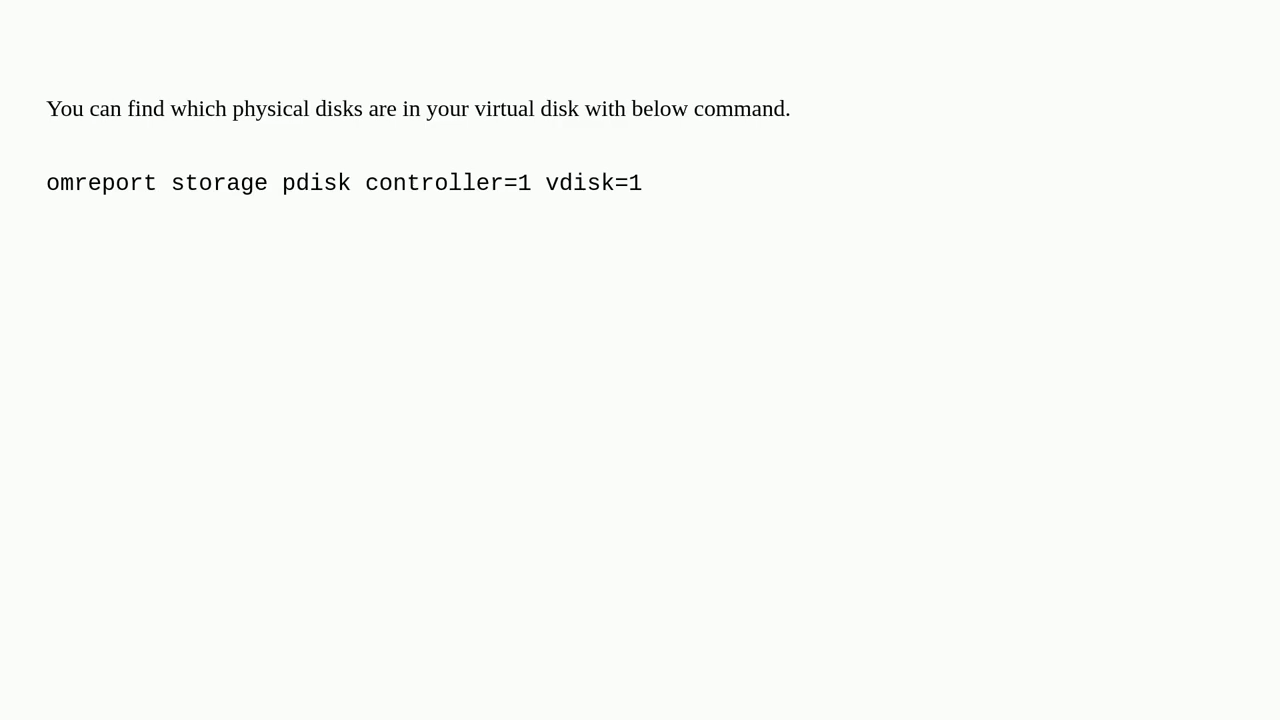 You can find which physical disks are in your virtual disk with below command.
omreport storage pdisk controller=1 vdisk=1